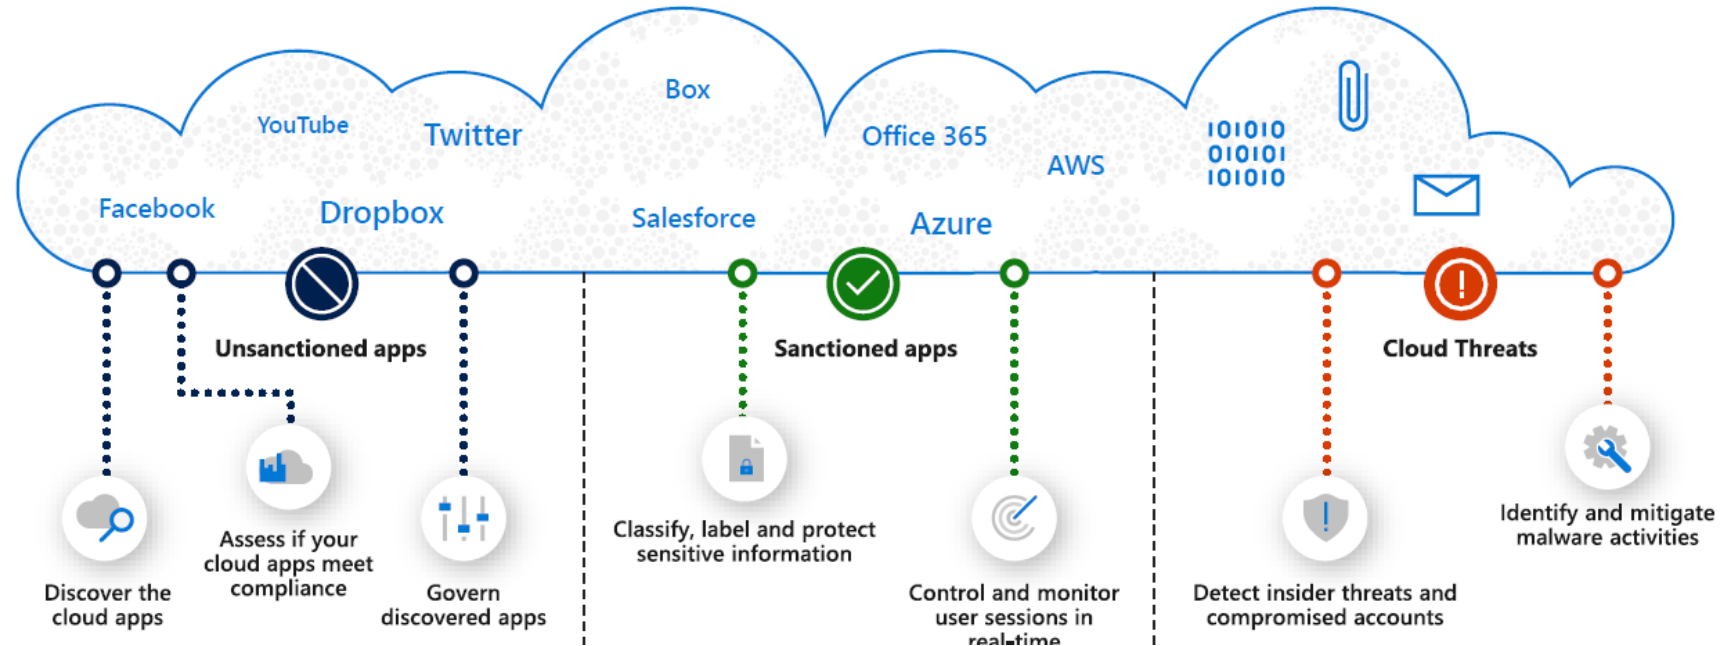 Box
YouTube
Twitter
Office 365
101010
010101
101010
AWS
Facebook
Dropbox
Salesforce
Azure
Unsanctioned apps
Sanctioned apps
Cloud Threats
Discover the
cloud apps
Assess if your
cloud apps meet
compliance
Govern
discovered apps
Classify, label and protect
sensitive information
Control and monitor
user sessions in
real-time
Detect insider threats and
compromised accounts
Identify and mitigate
malware activities